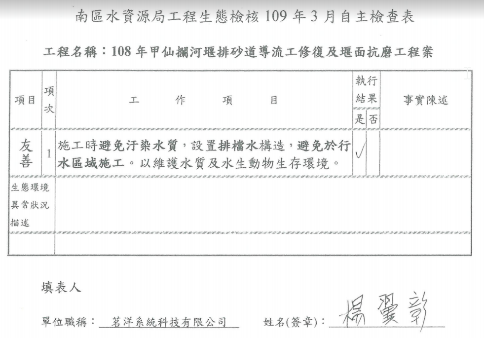 南區水資源局工程生態檢核 109 年 3 月自主檢查表
工程名稱：108 年甲仙攔河堰排砂道導流工修復及堰面抗磨工程案
項目 項次 工作項目 執行結果 是 否 事實陳述
友善 1 施工時避免汙染水質，設置排檔水構造，避免於行
水區域施工。以維護水質及水生動物生存環境。 ✓
生態環境
異常狀況
描述
填表人
單位職稱：茗洋系統科技有限公司 姓名(簽章)：楊翼彰